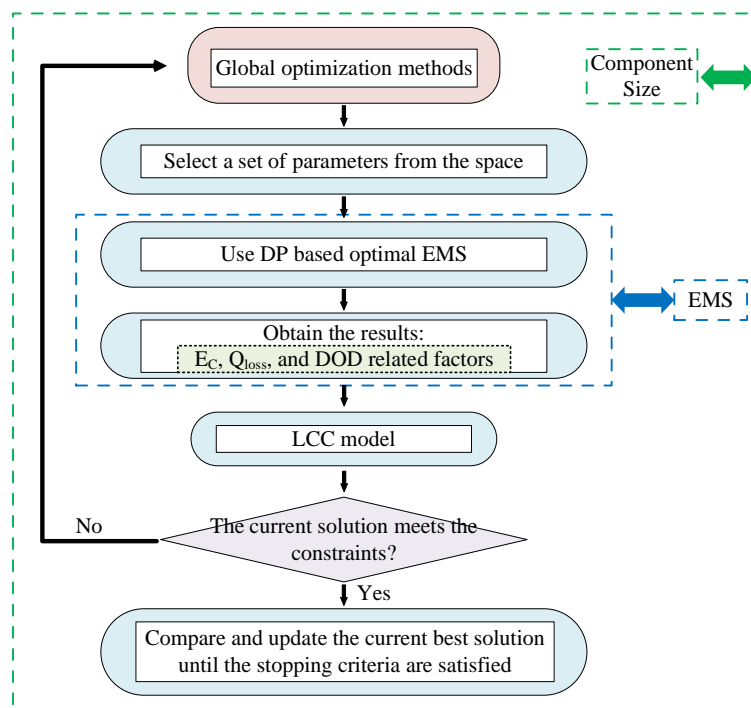 Global optimization methods
Component
Size
Select a set of parameters from the space
Use DP based optimal EMS
EMS
Obtain the results:
E_C, Q_loss, and DOD related factors
LCC model
No
The current solution meets the
constraints?
Yes
Compare and update the current best solution
until the stopping criteria are satisfied